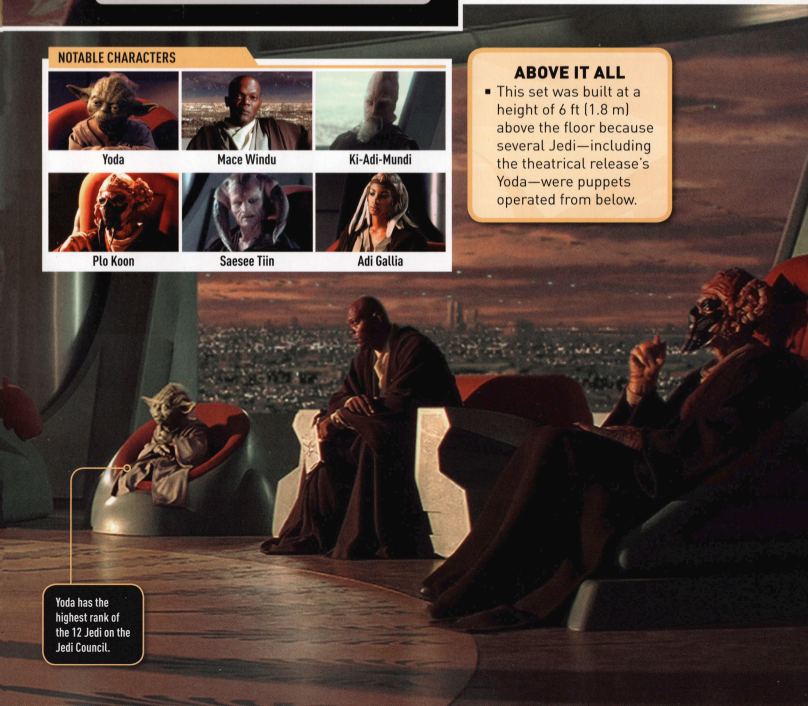 NOTABLE CHARACTERS
Yoda
Mace Windu
Ki-Adi-Mundi
Plo Koon
Saesee Tiin
Adi Gallia
ABOVE IT ALL
▪ This set was built at a
height of 6 ft (1.8 m)
above the floor because
several Jedi—including
the theatrical release's
Yoda—were puppets
operated from below.
Yoda has the
highest rank of
the 12 Jedi on the
Jedi Council.